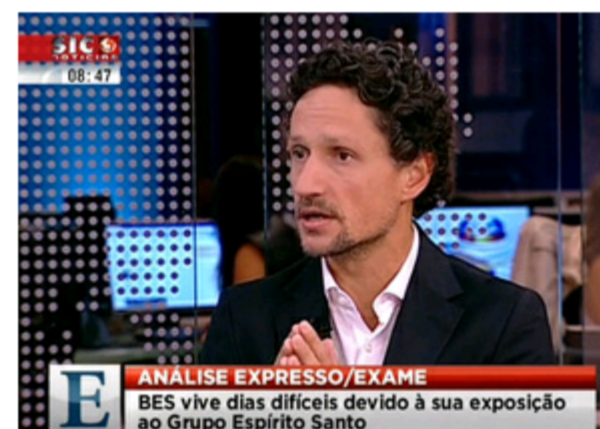 SIC
NOTÍCIAS
08:47
E
ANÁLISE EXPRESSO/EXAME
BES vive dias difíceis devido à sua exposição
ao Grupo Espírito Santo